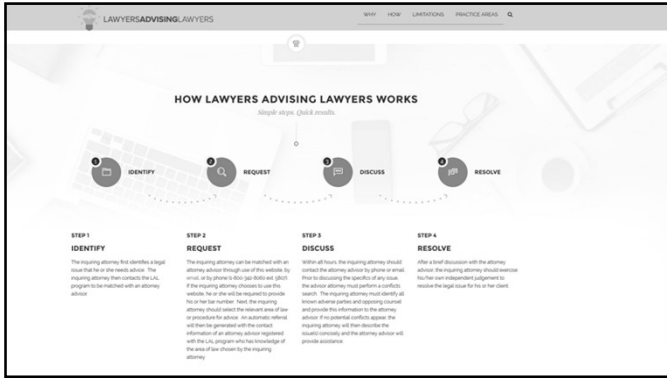 LAWYERSADVISINGLAWYERS
WHY HOW LIMITATIONS PRACTICE AREAS
HOW LAWYERS ADVISING LAWYERS WORKS
Simple steps. Quick results.
1 IDENTIFY
2 REQUEST
3 DISCUSS
4 RESOLVE
STEP 1
IDENTIFY
The inquiring attorney first identifies a legal
issue that he or she needs advice. The
inquiring attorney then contacts the LAL
program to be matched with an attorney
advisor.
STEP 2
REQUEST
The inquiring attorney can be matched with an
attorney advisor through use of this website, by
email, or by phone (1-800-342-8060 ext. 5807).
If the inquiring attorney chooses to use this
website, he or she will be required to provide
his or her bar number. Next, the inquiring
attorney should select the relevant area of law
or procedure for advice. An automatic referral
will then be generated with the contact
information of an attorney advisor registered
with the LAL program who has knowledge of
the area of law chosen by the inquiring
attorney.
STEP 3
DISCUSS
Within 48 hours, the inquiring attorney should
contact the attorney advisor by phone or email.
Prior to discussing the specifics of any issue,
the advisor attorney must perform a conflicts
search. The inquiring attorney must identify all
known adverse parties and opposing counsel
and provide this information to the attorney
advisor. If no potential conflicts appear, the
inquiring attorney will then describe the
issue(s) concisely and the attorney advisor will
provide assistance.
STEP 4
RESOLVE
After a brief discussion with the attorney
advisor, the inquiring attorney should exercise
his/her own independent judgement to
resolve the legal issue for his or her client.